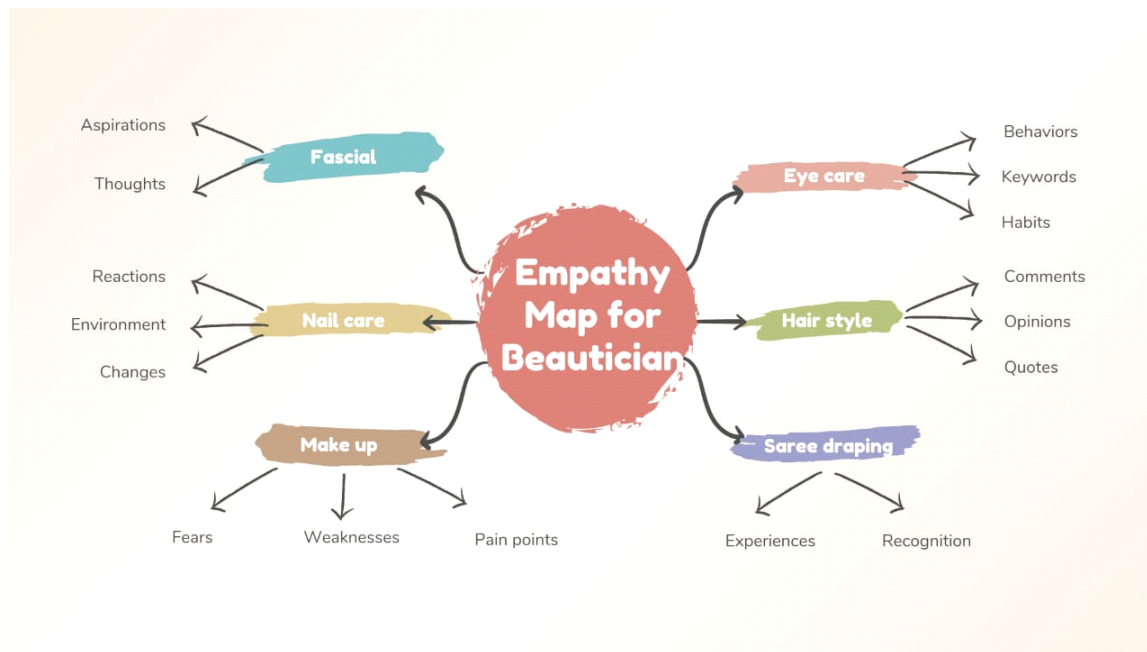 Empathy
Map for
Beautician
Fascial
Aspirations
Thoughts
Nail care
Reactions
Environment
Changes
Make up
Fears
Weaknesses
Pain points
Eye care
Behaviors
Keywords
Habits
Hair style
Comments
Opinions
Quotes
Saree draping
Experiences
Recognition